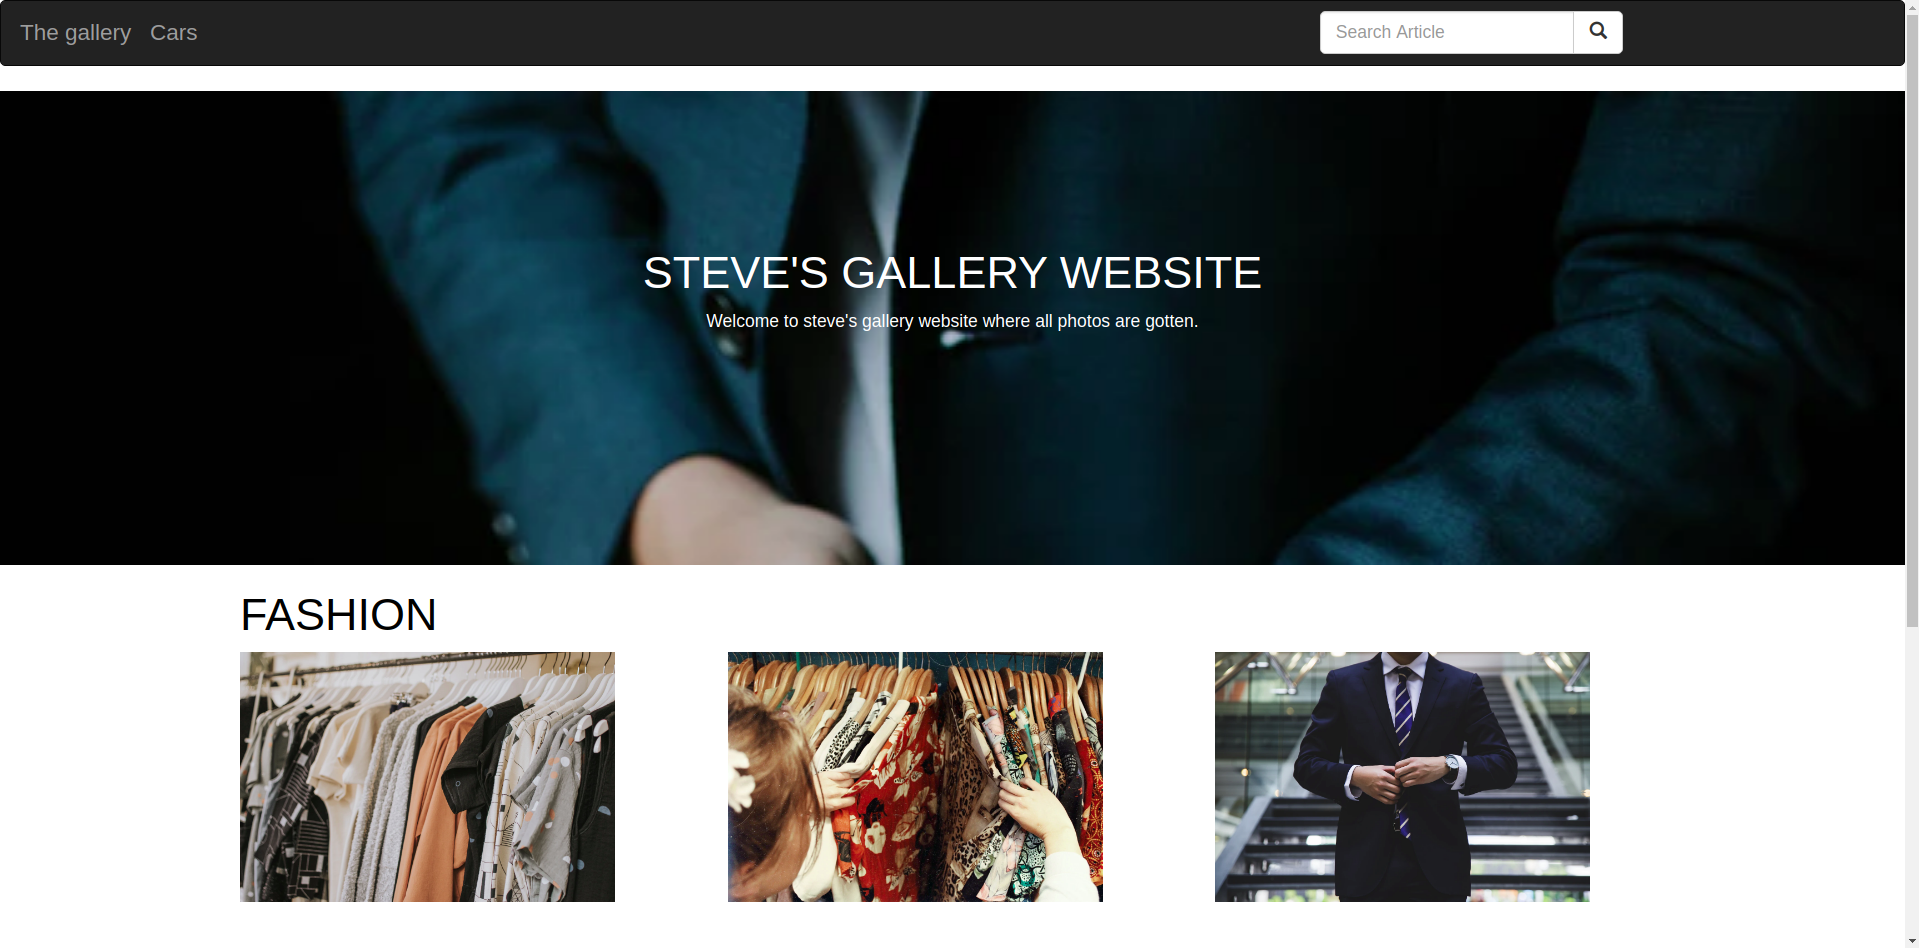 The gallery Cars Search Article
STEVE'S GALLERY WEBSITE
Welcome to steve's gallery website where all photos are gotten.
FASHION